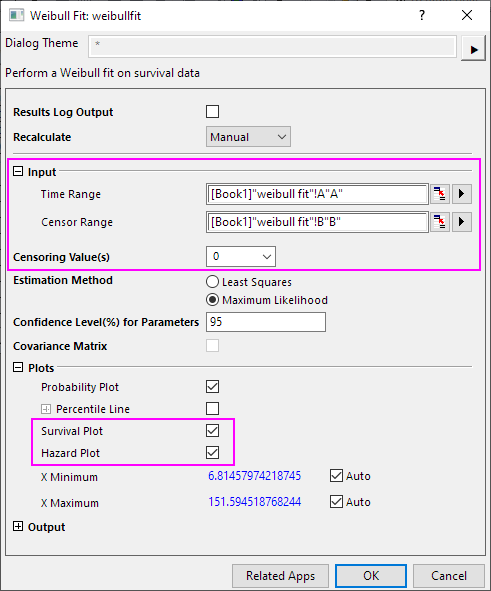 Weibull Fit: weibullfit
Dialog Theme *
Perform a Weibull fit on survival data
Results Log Output
Recalculate Manual
Input
Time Range [Book1]"weibull fit"!A"A"
Censor Range [Book1]"weibull fit"!B"B"
Censoring Value(s) 0
Estimation Method Least Squares
Maximum Likelihood
Confidence Level(%) for Parameters 95
Covariance Matrix
Plots
Probability Plot
Percentile Line
Survival Plot
Hazard Plot
X Minimum 6.81457974218745 Auto
X Maximum 151.594518768244 Auto
Output
Related Apps OK Cancel